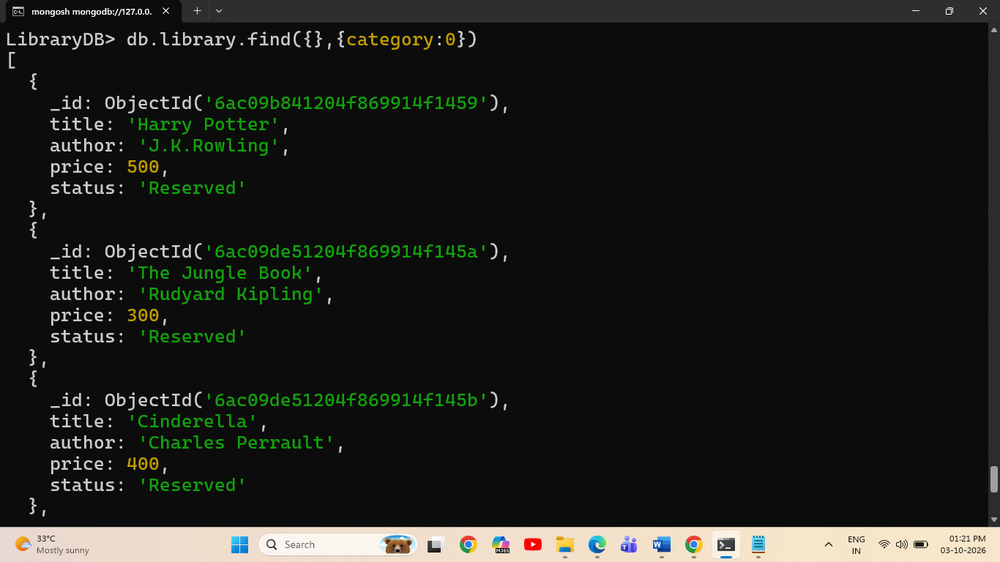 mongosh mongodb://127.0.0.
LibraryDB> db.library.find({},{category:0})
[
  {
    _id: ObjectId('6ac09b841204f869914f1459'),
    title: 'Harry Potter',
    author: 'J.K.Rowling',
    price: 500,
    status: 'Reserved'
  },
  {
    _id: ObjectId('6ac09de51204f869914f145a'),
    title: 'The Jungle Book',
    author: 'Rudyard Kipling',
    price: 300,
    status: 'Reserved'
  },
  {
    _id: ObjectId('6ac09de51204f869914f145b'),
    title: 'Cinderella',
    author: 'Charles Perrault',
    price: 400,
    status: 'Reserved'
  },
33°C
Mostly sunny
Search
M365
ENG
IN
01:21 PM
03-10-2026